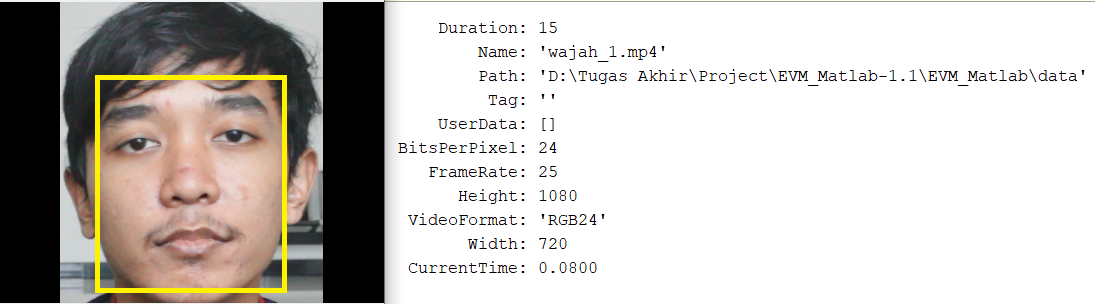 Duration: 15
Name: 'wajah_1.mp4'
Path: 'D:\Tugas Akhir\Project\EVM_Matlab-1.1\EVM_Matlab\data'
Tag: ''
UserData: []
BitsPerPixel: 24
FrameRate: 25
Height: 1080
VideoFormat: 'RGB24'
Width: 720
CurrentTime: 0.0800